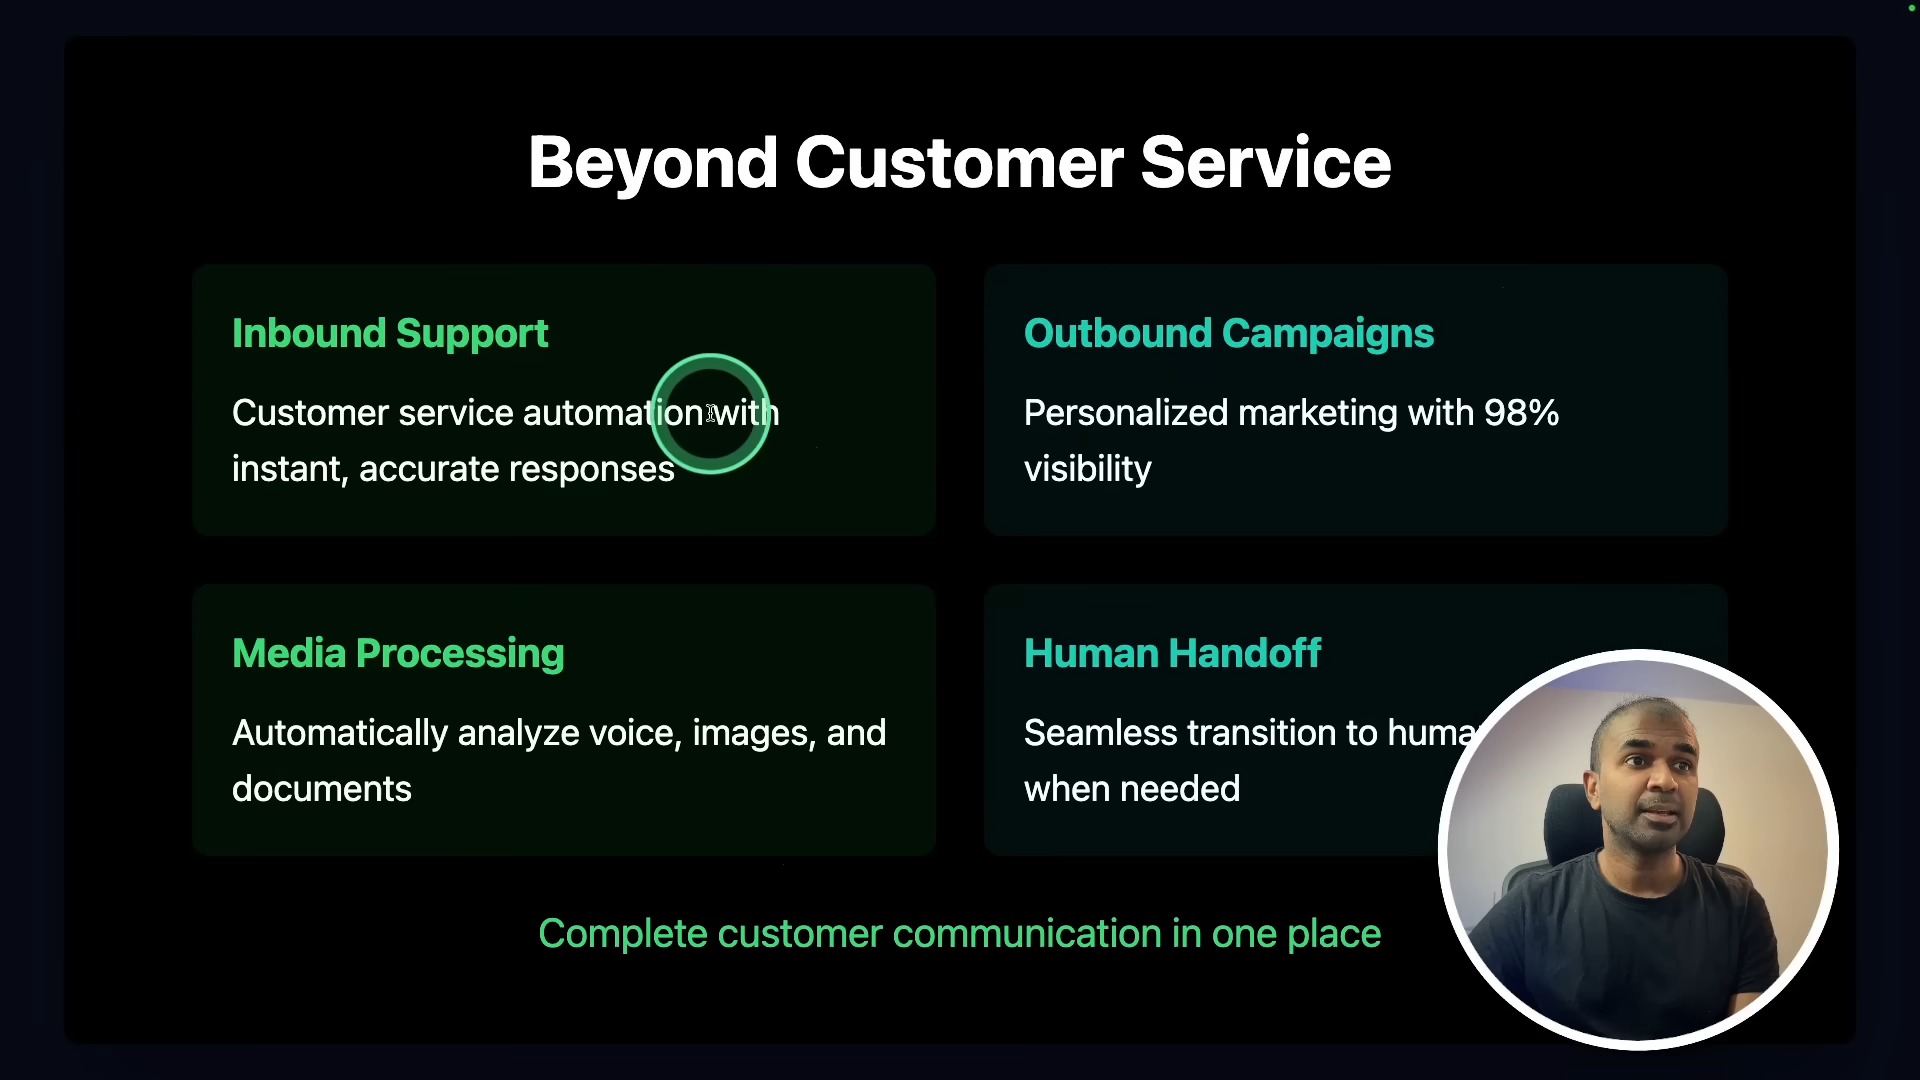 Beyond Customer Service
Inbound Support
Customer service automation with
instant, accurate responses
Outbound Campaigns
Personalized marketing with 98%
visibility
Media Processing
Automatically analyze voice, images, and
documents
Human Handoff
Seamless transition to
when needed
Complete customer communication in one place